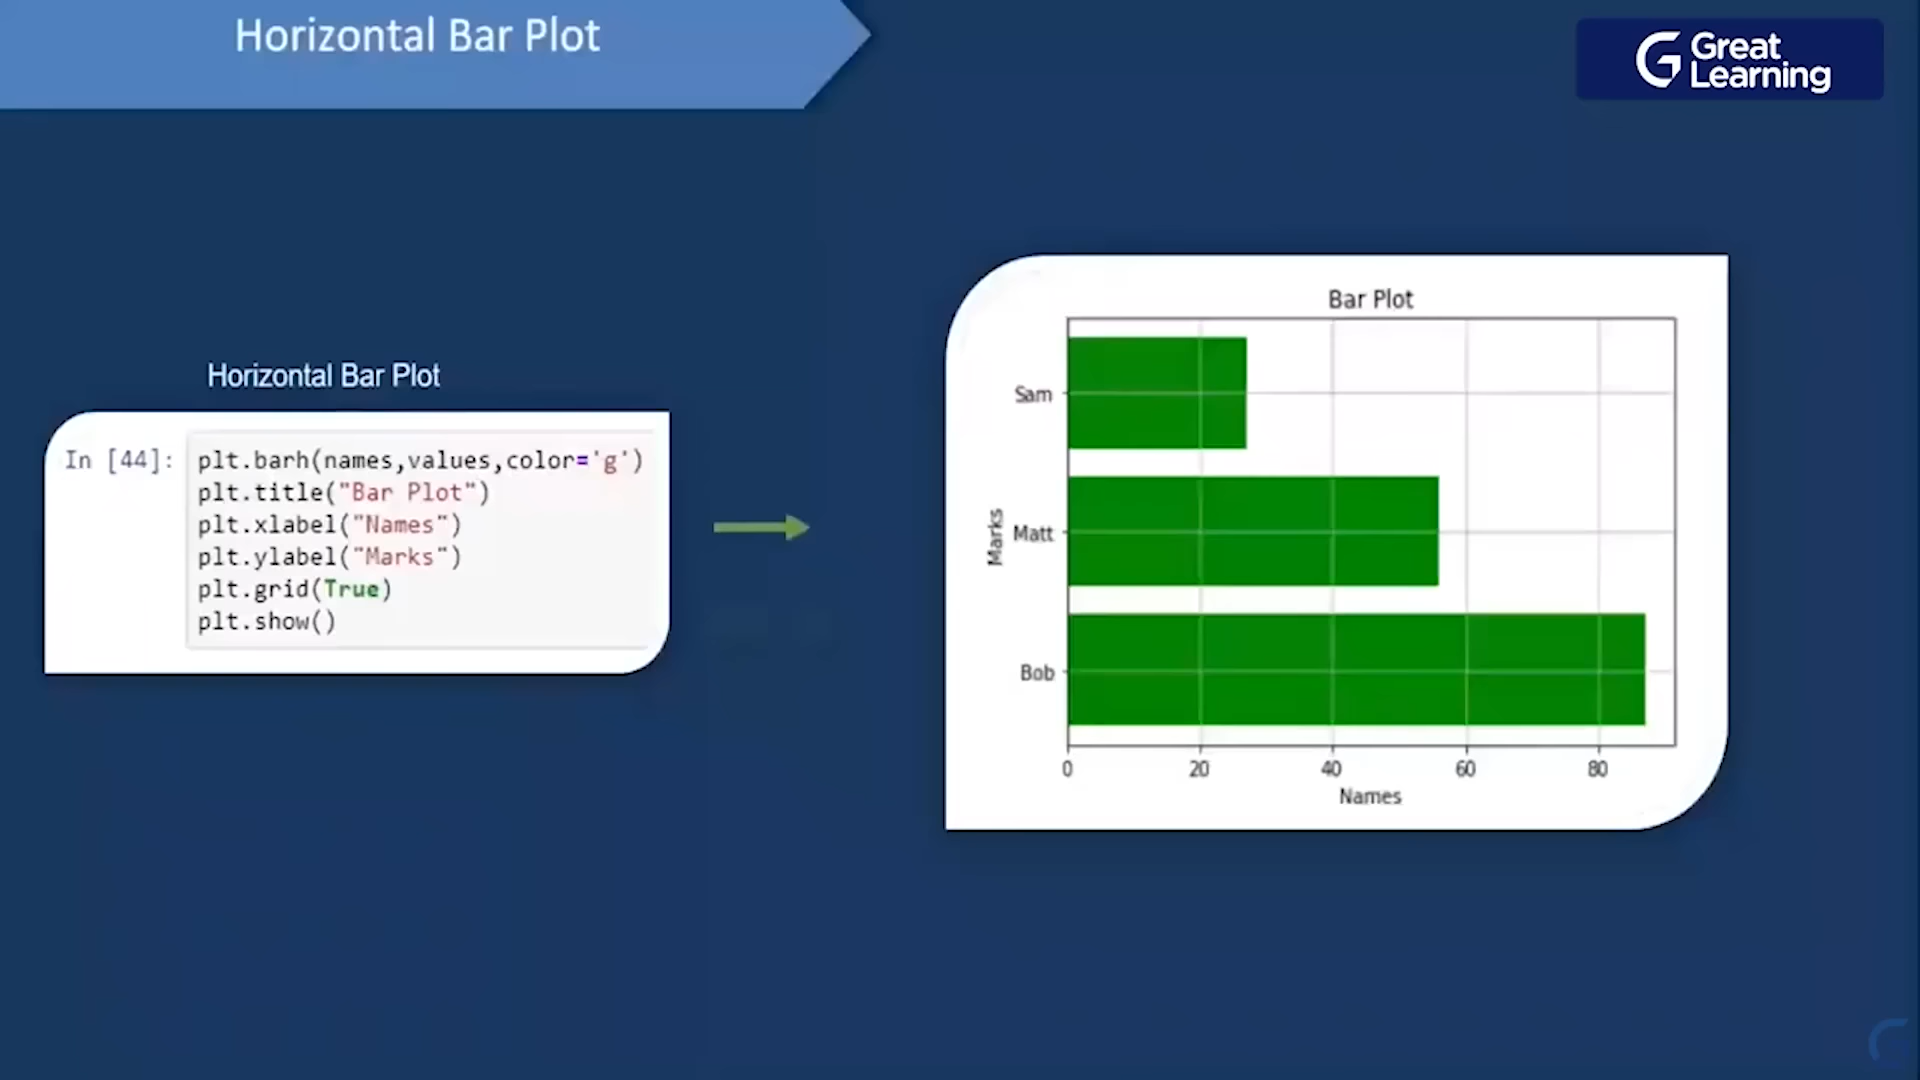 Horizontal Bar Plot
Great
Learning
Horizontal Bar Plot
In [44]: plt.barh(names,values,color='g')
plt.title("Bar Plot")
plt.xlabel("Names")
plt.ylabel("Marks")
plt.grid(True)
plt.show()
Bar Plot
Sam
Matt
Bob
Marks
0 20 40 60 80
Names